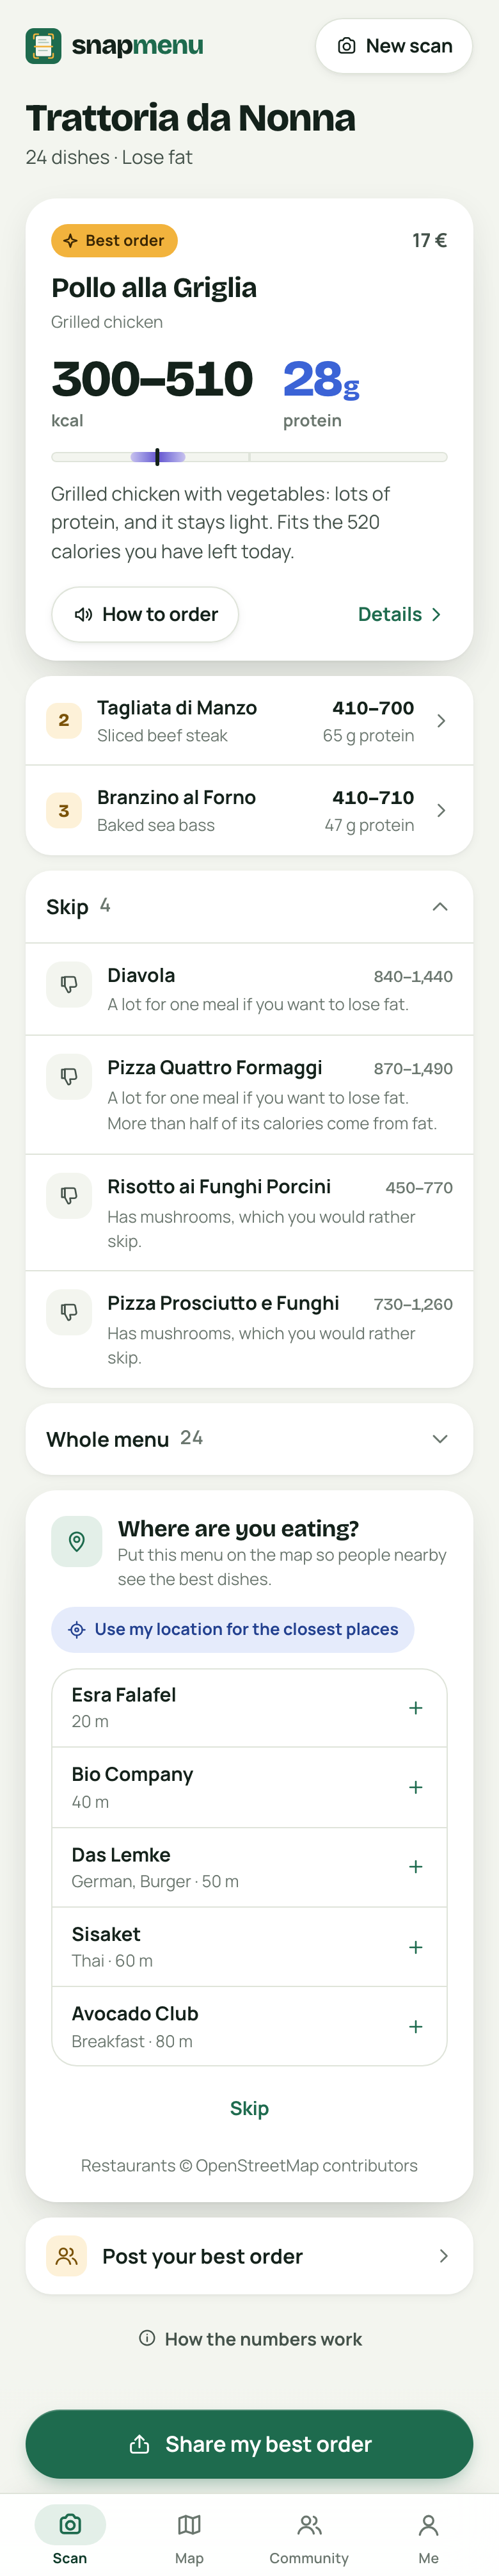 snapmenu
New scan
Trattoria da Nonna
24 dishes · Lose fat
Best order
17 €
Pollo alla Griglia
Grilled chicken
300–510
kcal
28g
protein
Grilled chicken with vegetables: lots of
protein, and it stays light. Fits the 520
calories you have left today.
How to order
Details
2
Tagliata di Manzo
410–700
Sliced beef steak
65 g protein
3
Branzino al Forno
410–710
Baked sea bass
47 g protein
Skip 4
Diavola
840–1,440
A lot for one meal if you want to lose fat.
Pizza Quattro Formaggi
870–1,490
A lot for one meal if you want to lose fat.
More than half of its calories come from fat.
Risotto ai Funghi Porcini
450–770
Has mushrooms, which you would rather
skip.
Pizza Prosciutto e Funghi
730–1,260
Has mushrooms, which you would rather
skip.
Whole menu 24
Where are you eating?
Put this menu on the map so people nearby
see the best dishes.
Use my location for the closest places
Esra Falafel
20 m
Bio Company
40 m
Das Lemke
German, Burger · 50 m
Sisaket
Thai · 60 m
Avocado Club
Breakfast · 80 m
Skip
Restaurants © OpenStreetMap contributors
Post your best order
How the numbers work
Share my best order
Scan
Map
Community
Me